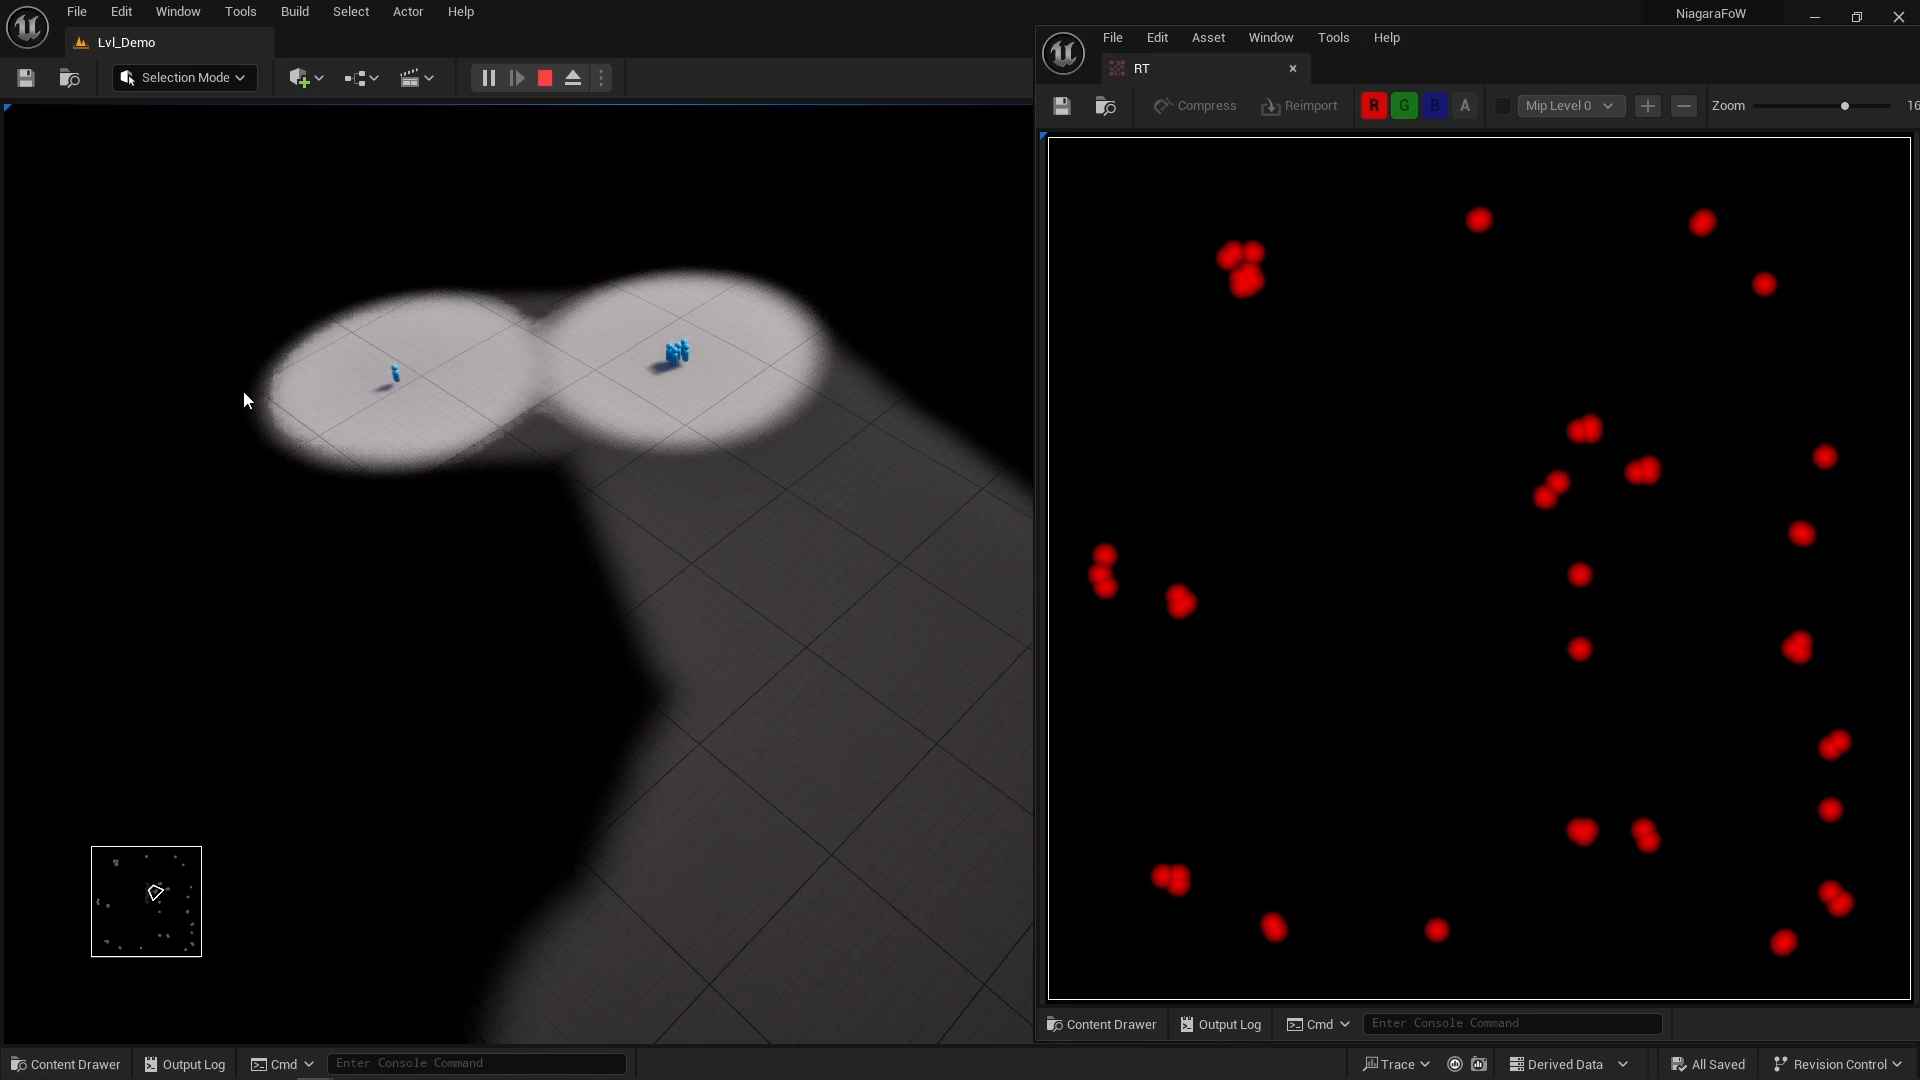 File Edit Window Tools Build Select Actor Help
NiagaraFoW
Lvl_Demo
Selection Mode
File Edit Asset Window Tools Help
RT
Compress Reimport R G B A Mip Level 0 Zoom 16
Content Drawer Output Log Cmd Enter Console Command
Content Drawer Output Log Cmd Enter Console Command Trace Derived Data All Saved Revision Control